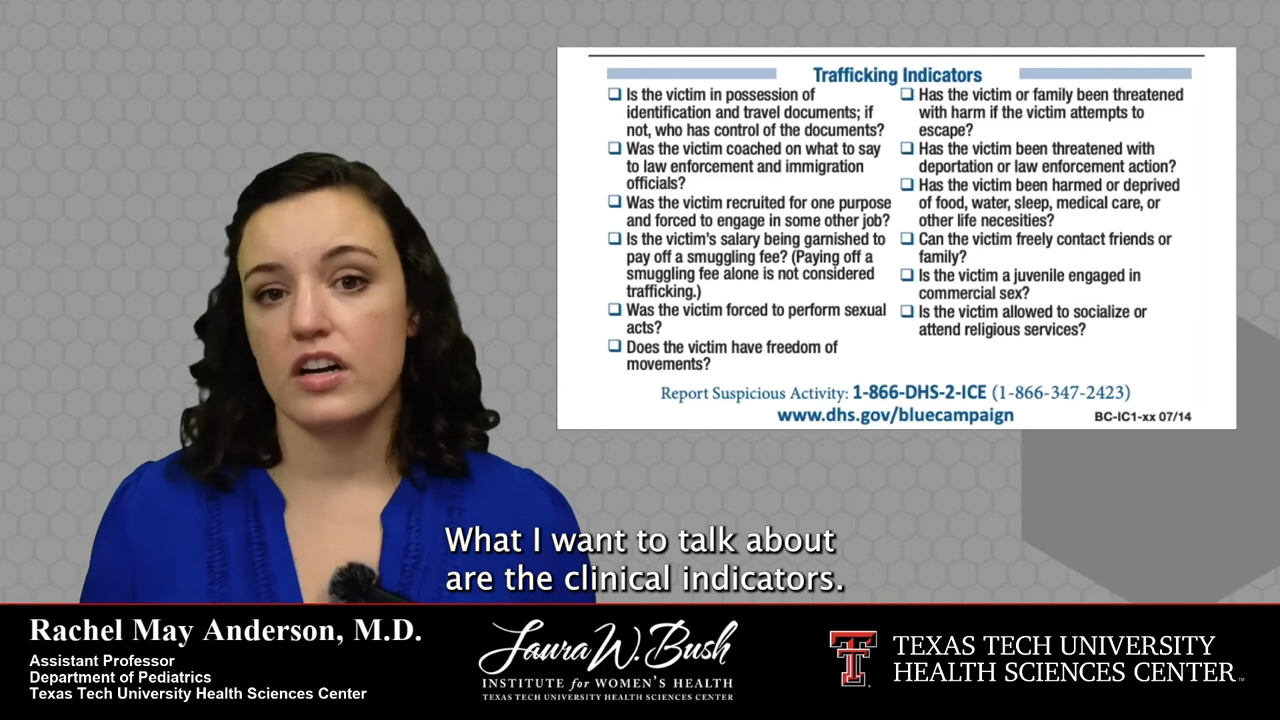 Trafficking Indicators
❑ Is the victim in possession of
identification and travel documents; if
not, who has control of the documents?
❑ Was the victim coached on what to say
to law enforcement and immigration
officials?
❑ Was the victim recruited for one purpose
and forced to engage in some other job?
❑ Is the victim's salary being garnished to
pay off a smuggling fee? (Paying off a
smuggling fee alone is not considered
trafficking.)
❑ Was the victim forced to perform sexual
acts?
❑ Does the victim have freedom of
movements?
❑ Has the victim or family been threatened
with harm if the victim attempts to
escape?
❑ Has the victim been threatened with
deportation or law enforcement action?
❑ Has the victim been harmed or deprived
of food, water, sleep, medical care, or
other life necesities?
❑ Can the victim freely contact friends or
family?
❑ Is the victim a juvenile engaged in
commercial sex?
❑ Is the victim allowed to socialize or
attend religious services?
Report Suspicious Activity: 1-866-DHS-2-ICE (1-866-347-2423)
www.dhs.gov/bluecampaign
BC-IC1-xx 07/14
What I want to talk about
are the clinical indicators.
Rachel May Anderson, M.D.
Assistant Professor
Department of Pediatrics
Texas Tech University Health Sciences Center
Laura W. Bush
INSTITUTE for WOMEN'S HEALTH
TEXAS TECH UNIVERSITY HEALTH SCIENCES CENTER
TEXAS TECH UNIVERSITY
HEALTH SCIENCES CENTER™